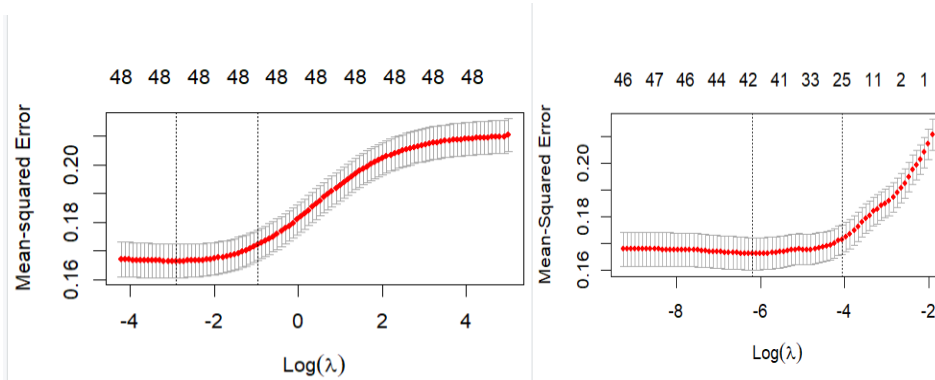 48 48 48 48 48 48 48 48 48 48
Mean-squared Error
0.20
0.18
0.16
-4 -2 0 2 4
Log(λ)
46 47 46 44 42 41 33 25 11 2 1
Mean-Squared Error
0.20
0.18
0.16
-8 -6 -4 -2
Log(λ)